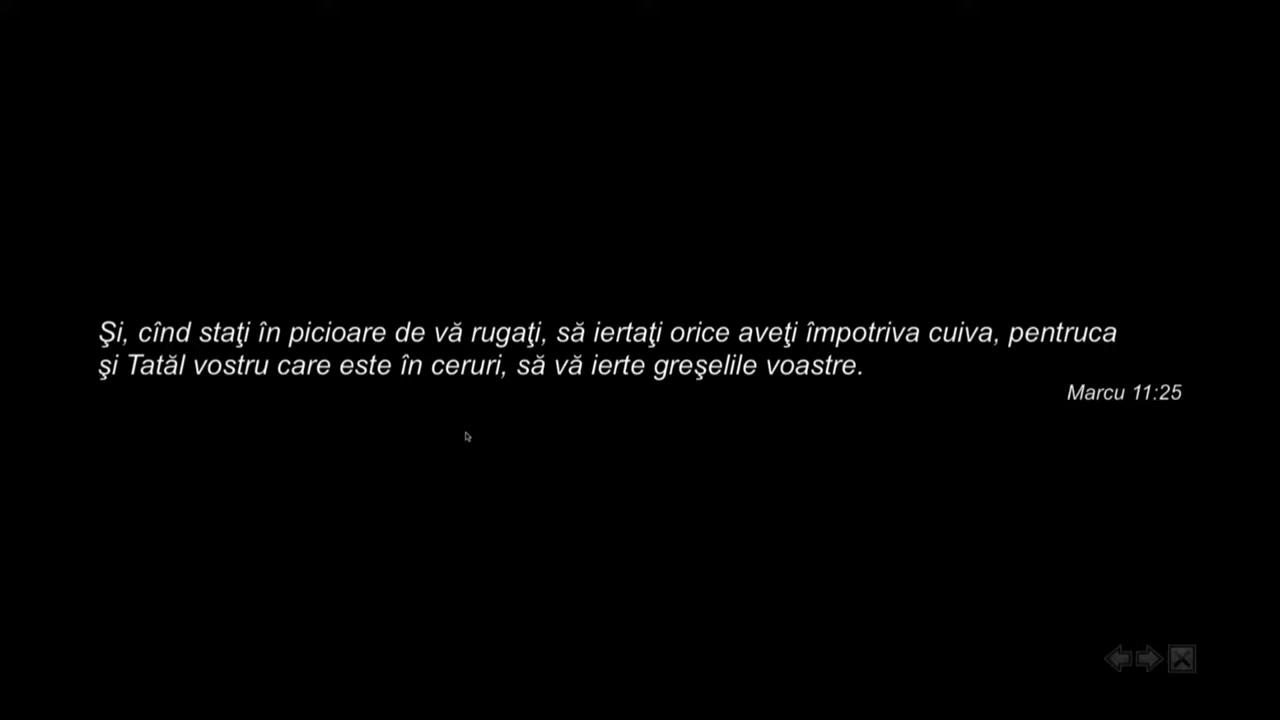 Şi, cînd staţi în picioare de vă rugaţi, să iertaţi orice aveţi împotriva cuiva, pentruca
şi Tatăl vostru care este în ceruri, să vă ierte greşelile voastre.
Marcu 11:25